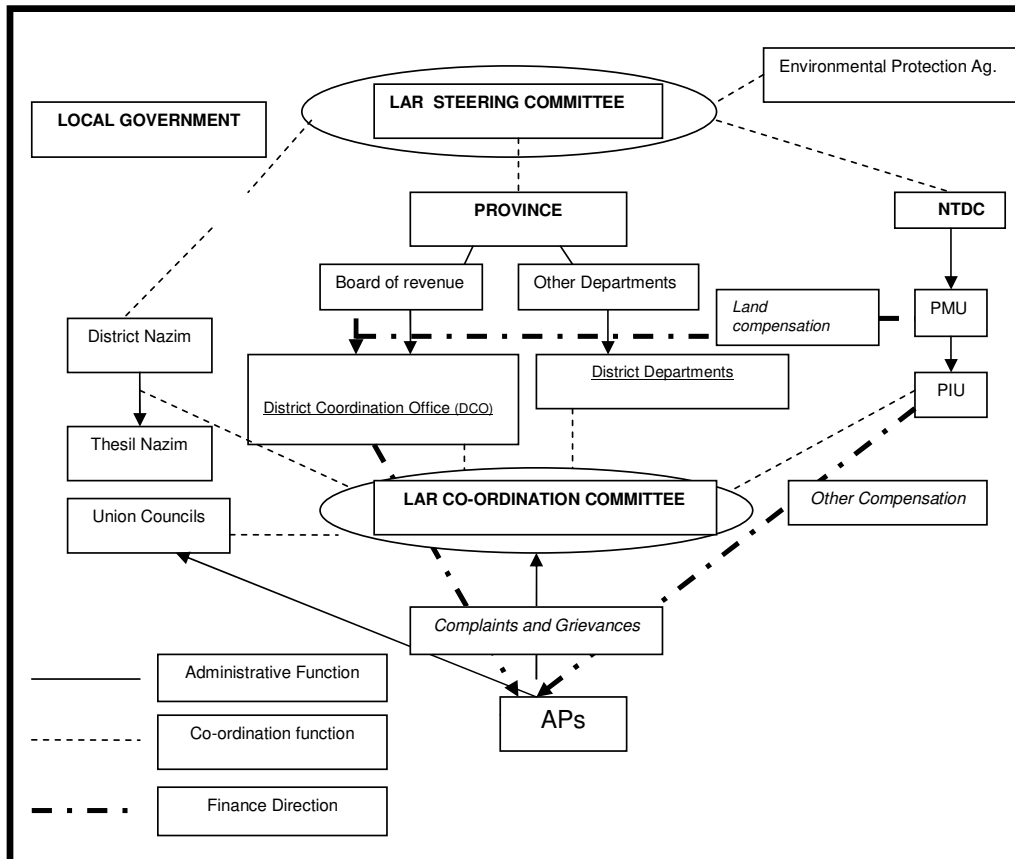 Environmental Protection Ag.
LAR STEERING COMMITTEE
LOCAL GOVERNMENT
PROVINCE
NTDC
Board of revenue
Other Departments
Land
compensation
PMU
District Nazim
District Departments
PIU
District Coordination Office (DCO)
Thesil Nazim
LAR CO-ORDINATION COMMITTEE
Other Compensation
Union Councils
Complaints and Grievances
Administrative Function
APs
Co-ordination function
Finance Direction